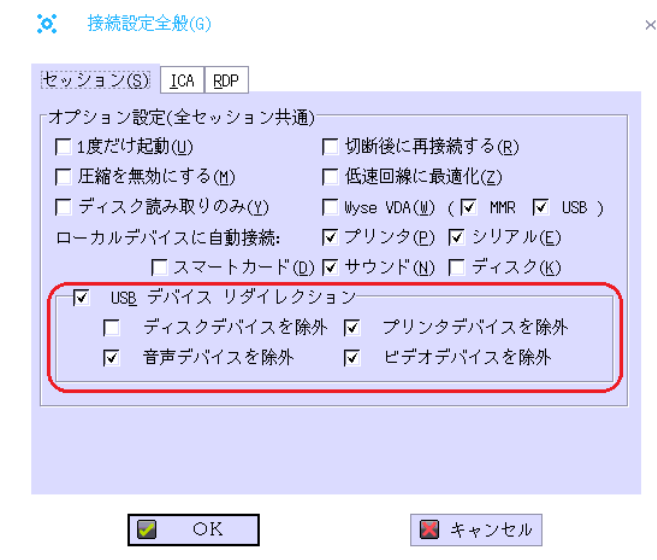 接続設定全般(G)
セッション(S) ICA RDP
オプション設定(全セッション共通)
1度だけ起動(U) 切断後に再接続する(R)
圧縮を無効にする(M) 低速回線に最適化(Z)
ディスク読み取りのみ(Y) Wyse VDA(W) ( MMR USB )
ローカルデバイスに自動接続: プリンタ(P) シリアル(E)
スマートカード(D) サウンド(N) ディスク(K)
USB デバイス リダイレクション
ディスクデバイスを除外 プリンタデバイスを除外
音声デバイスを除外 ビデオデバイスを除外
OK キャンセル